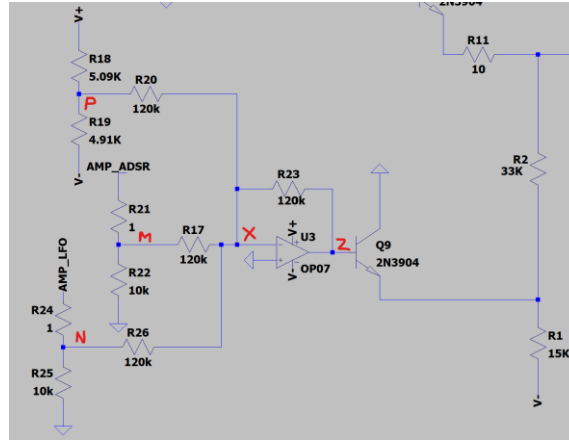 2N3904
V+
R11
10
R18
5.09K
R20
120k
P
R19
4.91K
R2
33K
V-
AMP_ADSR
R23
120k
R21
1
M
R17
120k
X
V+
U3
Z
Q9
2N3904
AMP_LFO
R22
10k
V-
OP07
R24
1
N
R26
120k
R1
15K
R25
10k
V-